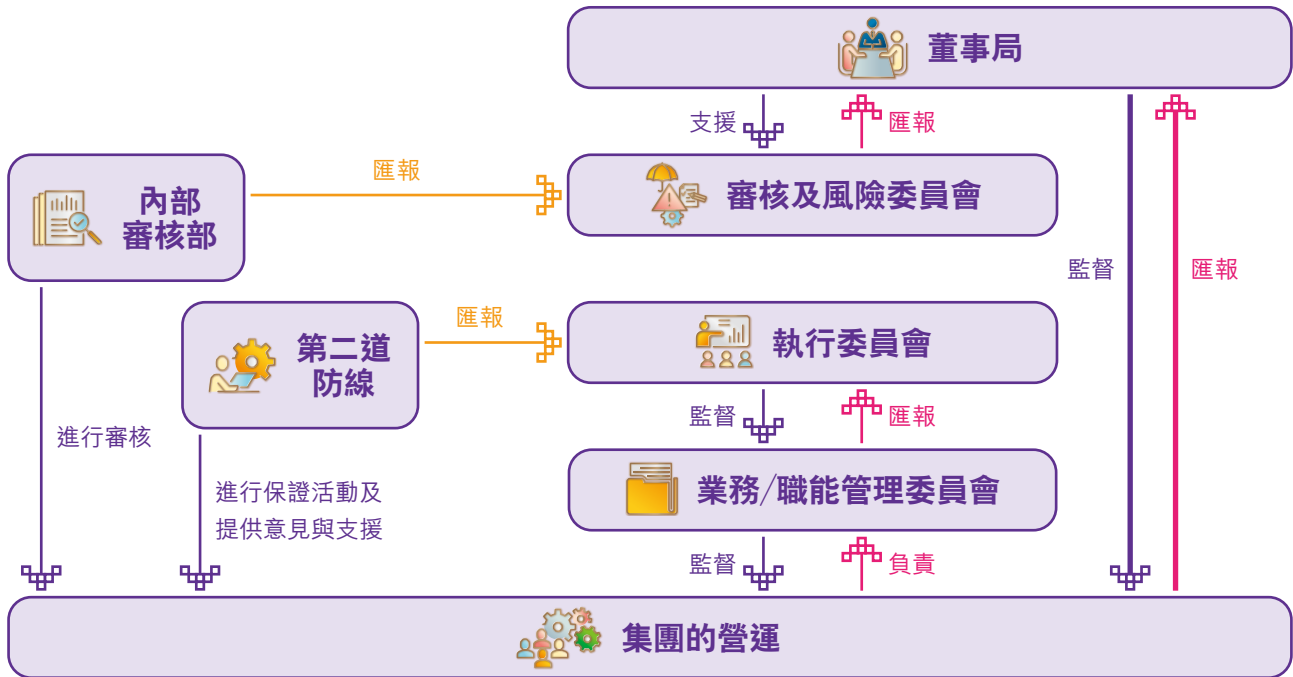 董事局
支援
匯報
匯報
內部
審核部
審核及風險委員會
監督
匯報
第二道
防線
匯報
執行委員會
進行審核
監督
匯報
進行保證活動及
提供意見與支援
業務/職能管理委員會
監督
負責
集團的營運